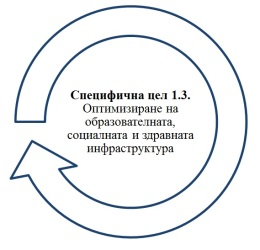 Специфична цел 1.3.
Оптимизиране на
образователната,
социалната и здравната
инфраструктура